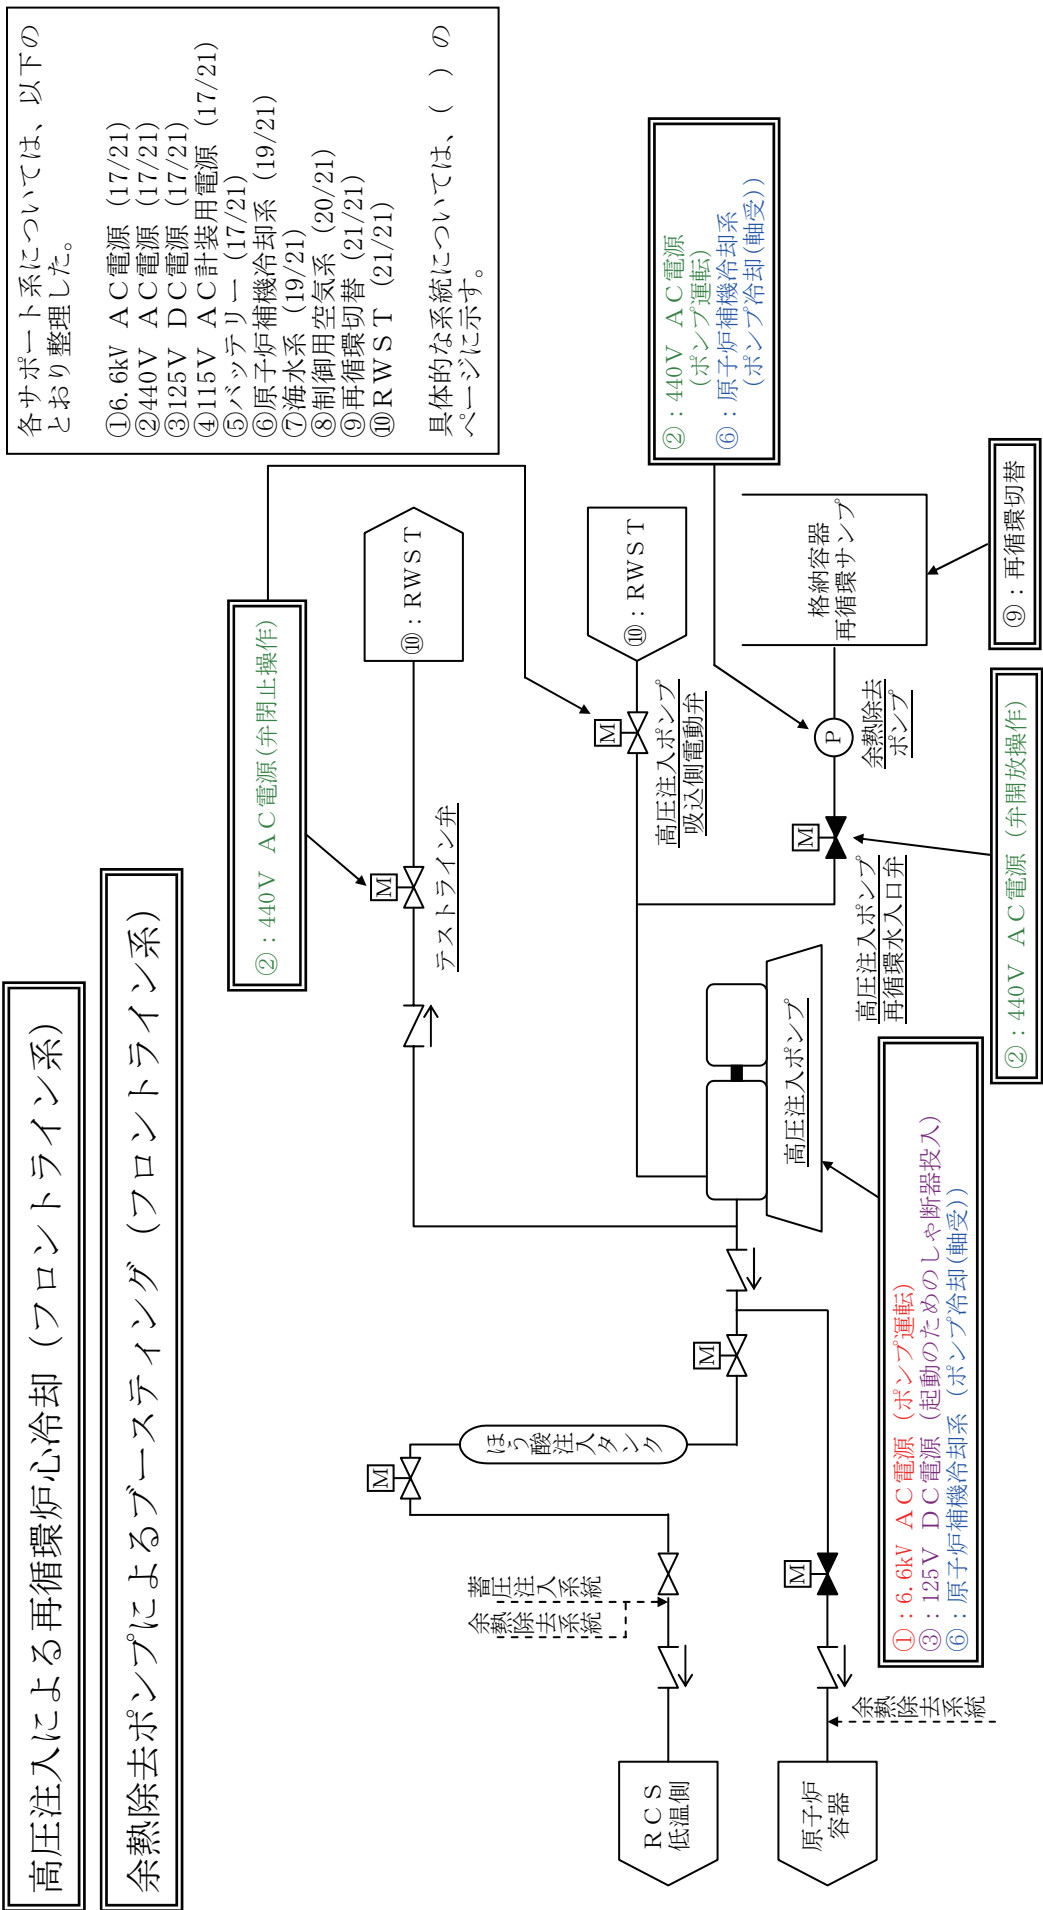 高圧注入による再循環炉心冷却（フロントライン系）
余熱除去ポンプによるブースティング（フロントライン系）
各サポート系については、以下の
とおり整理した。
①6.6kV AC電源（17/21）
②440V AC電源（17/21）
③125V DC電源（17/21）
④115V AC計装用電源（17/21）
⑤バッテリー（17/21）
⑥原子炉補機冷却系（19/21）
⑦海水系（19/21）
⑧制御用空気系（20/21）
⑨再循環切替（21/21）
⑩RWST（21/21）
具体的な系統については、（ ）の
ページに示す。
②：440V AC電源(弁閉止操作)
⑩：RWST
M
テストライン弁
⑩：RWST
M
高圧注入ポンプ
吸込側電動弁
②：440V AC電源
(ポンプ運転)
⑥：原子炉補機冷却系
(ポンプ冷却(軸受))
格納容器
再循環サンプ
⑨：再循環切替
P
余熱除去
ポンプ
M
高圧注入ポンプ
再循環水入口弁
②：440V AC電源（弁開放操作）
高圧注入ポンプ
①：6.6kV AC電源（ポンプ運転）
③：125V DC電源（起動のためのしゃ断器投入）
⑥：原子炉補機冷却系（ポンプ冷却(軸受)）
M
ほう酸
注入タンク
M
M
蓄圧注入系統
余熱除去系統
余熱除去系統
RCS
低温側
原子炉
容器